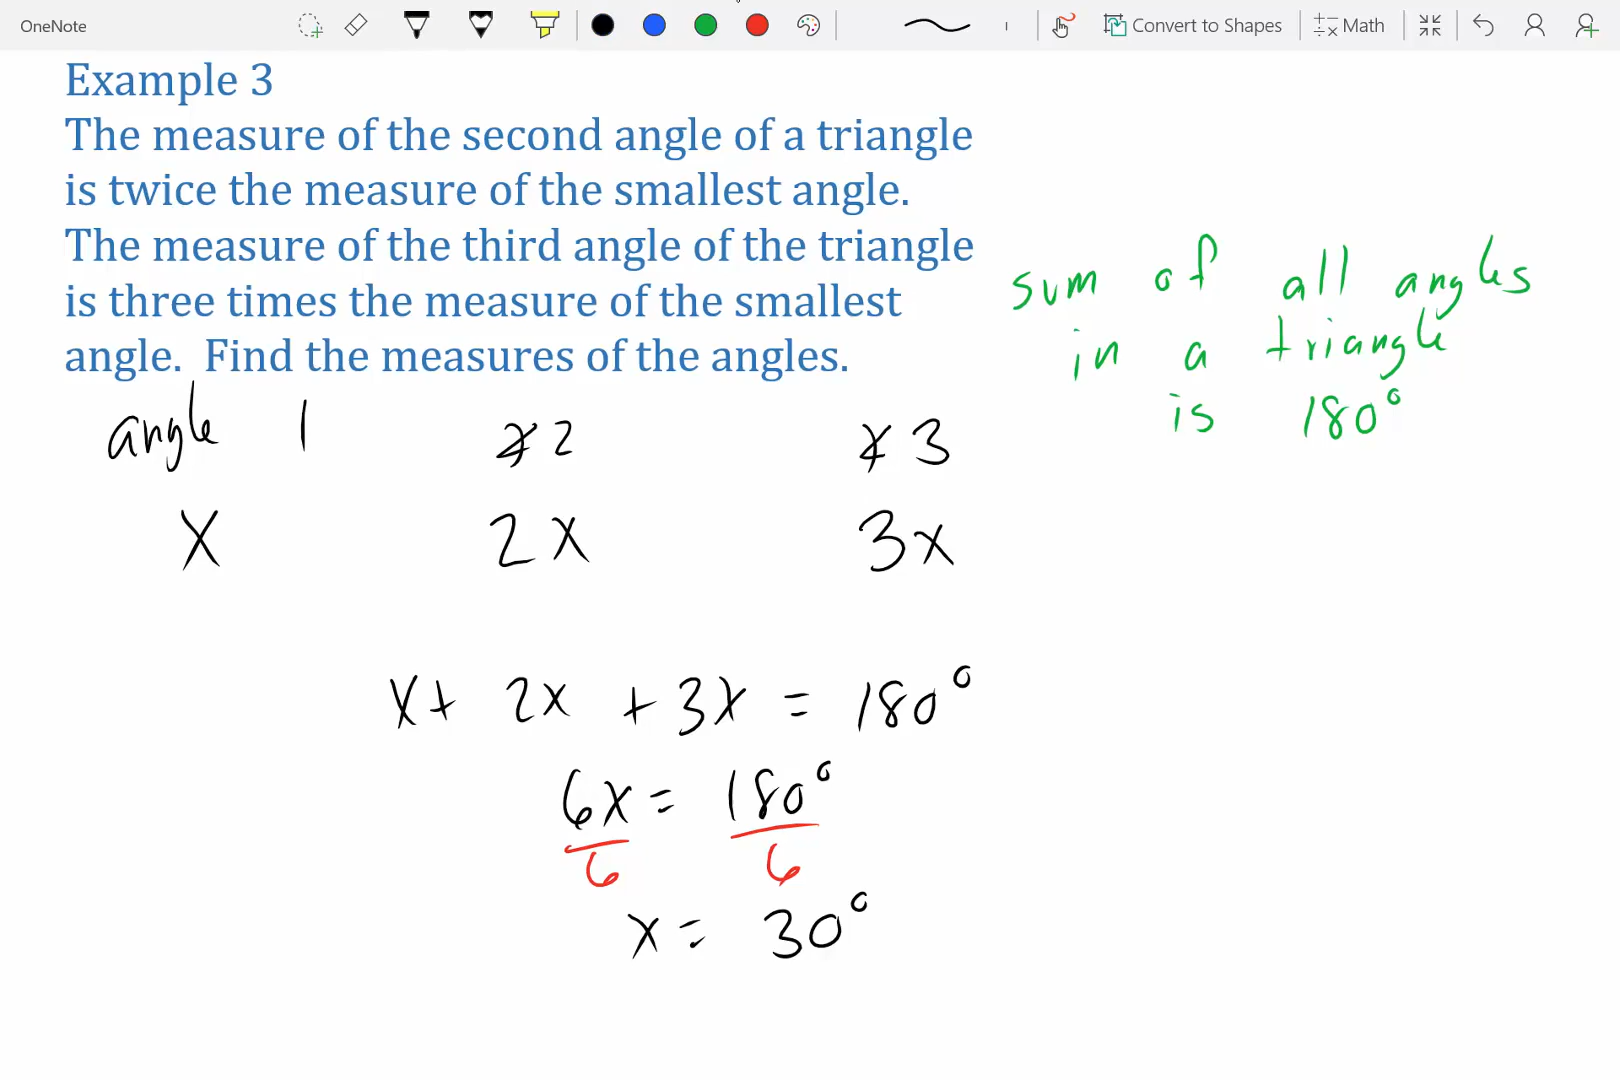 OneNote
Convert to Shapes
Math
Example 3
The measure of the second angle of a triangle
is twice the measure of the smallest angle.
The measure of the third angle of the triangle
is three times the measure of the smallest
angle. Find the measures of the angles.
sum of all angles
in a triangle
is 180°
angle 1 ∡2 ∡3
x 2x 3x
x + 2x + 3x = 180°
6x = 180°
6 6
x = 30°